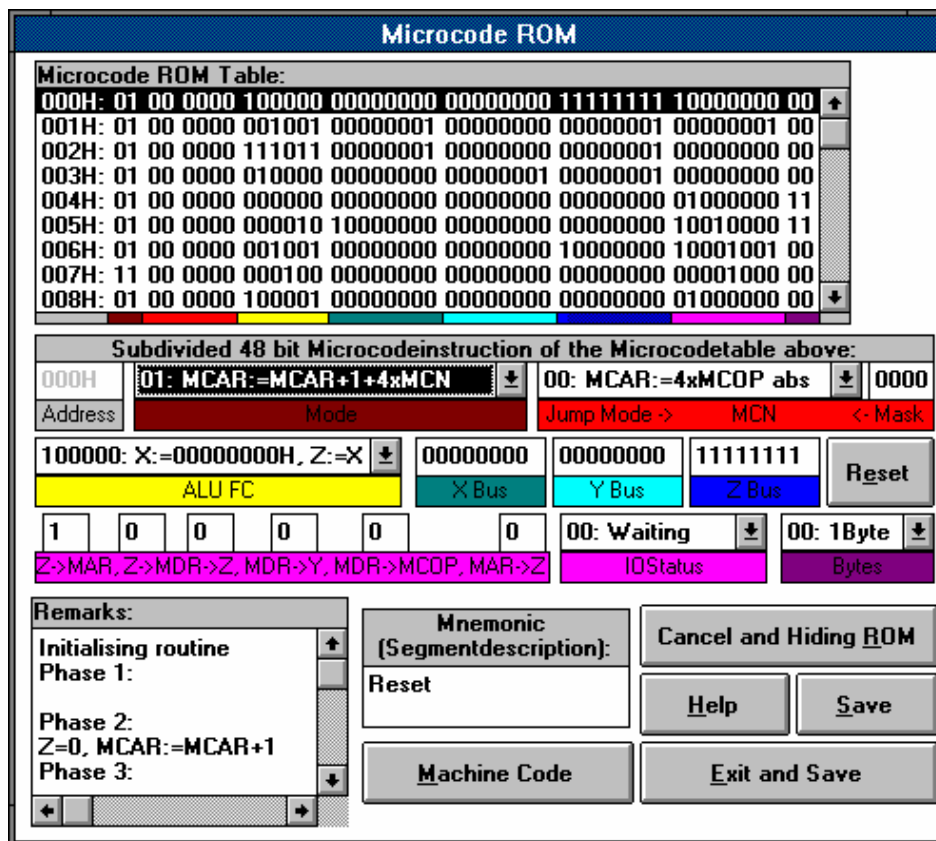 Microcode ROM
Microcode ROM Table:
000H: 01 00 0000 100000 00000000 00000000 11111111 10000000 00
001H: 01 00 0000 001001 00000001 00000000 00000001 00000001 00
002H: 01 00 0000 111011 00000001 00000000 00000001 00000000 00
003H: 01 00 0000 010000 00000000 00000001 00000001 00000000 00
004H: 01 00 0000 000000 00000000 00000000 00000000 01000000 11
005H: 01 00 0000 000010 10000000 00000000 00000000 10010000 11
006H: 01 00 0000 001001 00000000 00000000 10000000 10001001 00
007H: 11 00 0000 000100 00000000 00000000 00000000 00001000 00
008H: 01 00 0000 100001 00000000 00000000 00000000 01000000 00
Subdivided 48 bit Microcodeinstruction of the Microcodetable above:
000H 01: MCAR:=MCAR+1+4xMCN 00: MCAR:=4xMCOP abs 0000
Address Mode Jump Mode -> MCN <- Mask
100000: X:=00000000H, Z:=X 00000000 00000000 11111111 Reset
ALU FC X Bus Y Bus Z Bus
1 0 0 0 0 0 00: Waiting 00: 1Byte
Z->MAR, Z->MDR->Z, MDR->Y, MDR->MCOP, MAR->Z IOStatus Bytes
Remarks:
Initialising routine
Phase 1:
Phase 2:
Z=0, MCAR:=MCAR+1
Phase 3:
Mnemonic
(Segmentdescription):
Reset
Machine Code
Cancel and Hiding ROM
Help Save
Exit and Save